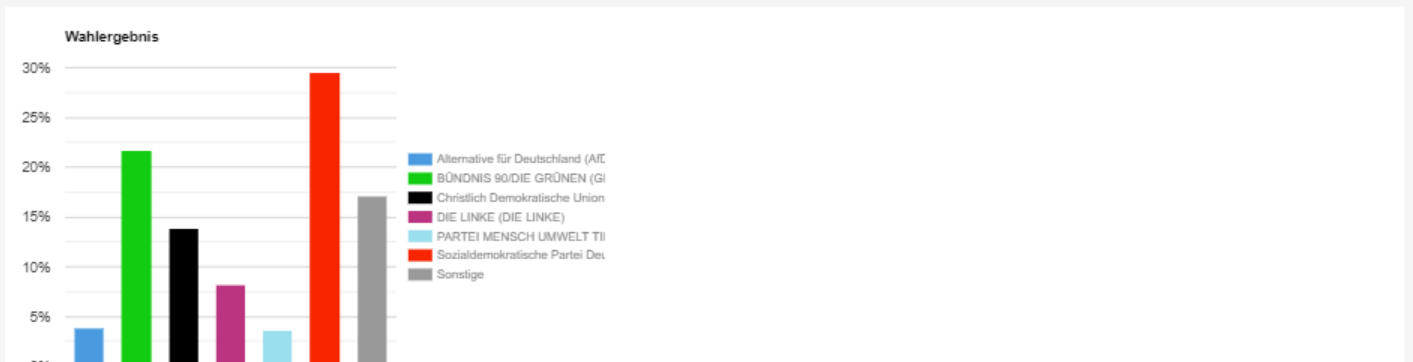 Wahlergebnis
30%
25%
20%
15%
10%
5%
Alternative für Deutschland (AfD
BÜNDNIS 90/DIE GRÜNEN (G
Christlich Demokratische Union
DIE LINKE (DIE LINKE)
PARTEI MENSCH UMWELT TI
Sozialdemokratische Partei Deu
Sonstige